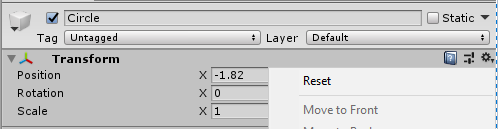 Circle Static
Tag Untagged Layer Default
Transform
Position X -1.82
Rotation X 0
Scale X 1
Reset
Move to Front